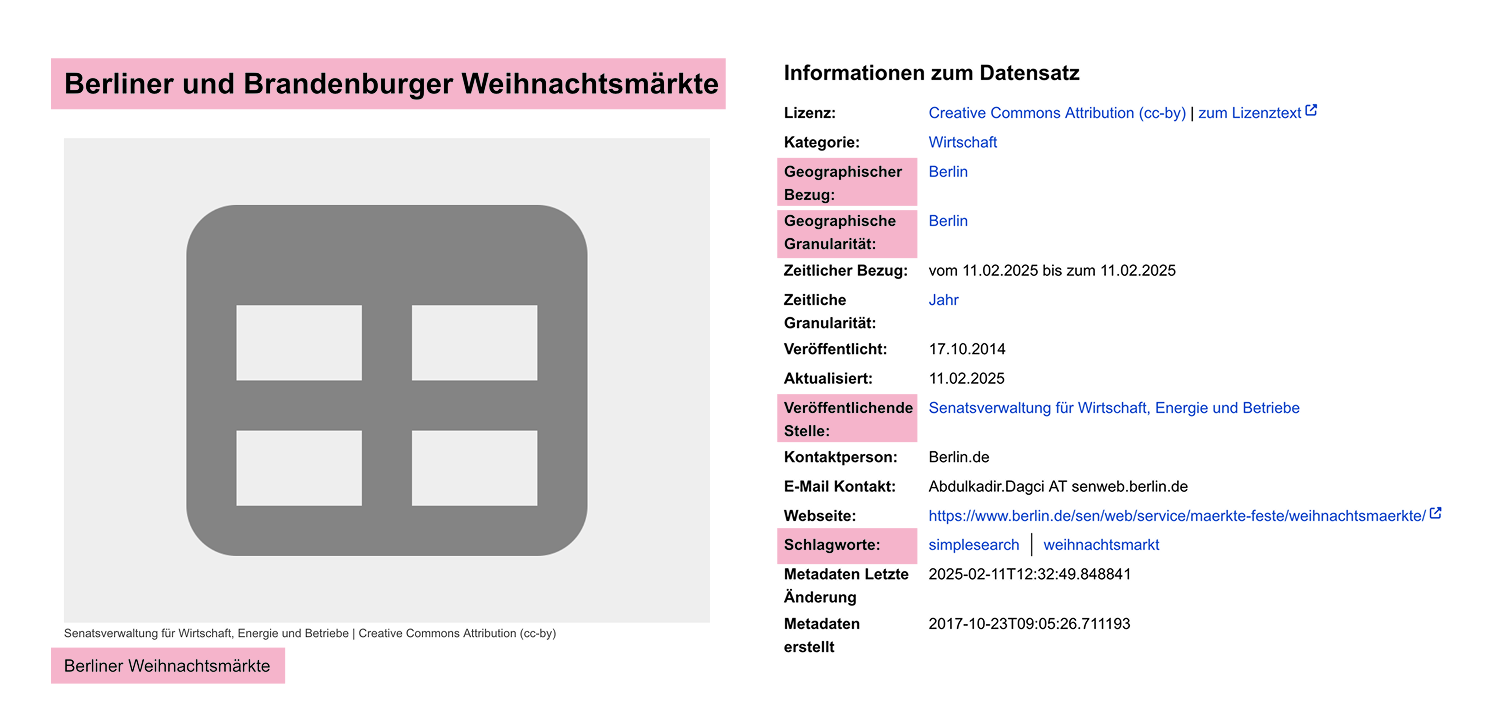 Berliner und Brandenburger Weihnachtsmärkte
Senatsverwaltung für Wirtschaft, Energie und Betriebe | Creative Commons Attribution (cc-by)
Berliner Weihnachtsmärkte
Informationen zum Datensatz
Lizenz: Creative Commons Attribution (cc-by) | zum Lizenztext
Kategorie: Wirtschaft
Geographischer Berlin
Bezug:
Geographische Berlin
Granularität:
Zeitlicher Bezug: vom 11.02.2025 bis zum 11.02.2025
Zeitliche Jahr
Granularität:
Veröffentlicht: 17.10.2014
Aktualisiert: 11.02.2025
Veröffentlichende Senatsverwaltung für Wirtschaft, Energie und Betriebe
Stelle:
Kontaktperson: Berlin.de
E-Mail Kontakt: Abdulkadir.Dagci AT senweb.berlin.de
Webseite: https://www.berlin.de/sen/web/service/maerkte-feste/weihnachtsmaerkte/
Schlagworte: simplesearch | weihnachtsmarkt
Metadaten Letzte 2025-02-11T12:32:49.848841
Änderung
Metadaten 2017-10-23T09:05:26.711193
erstellt